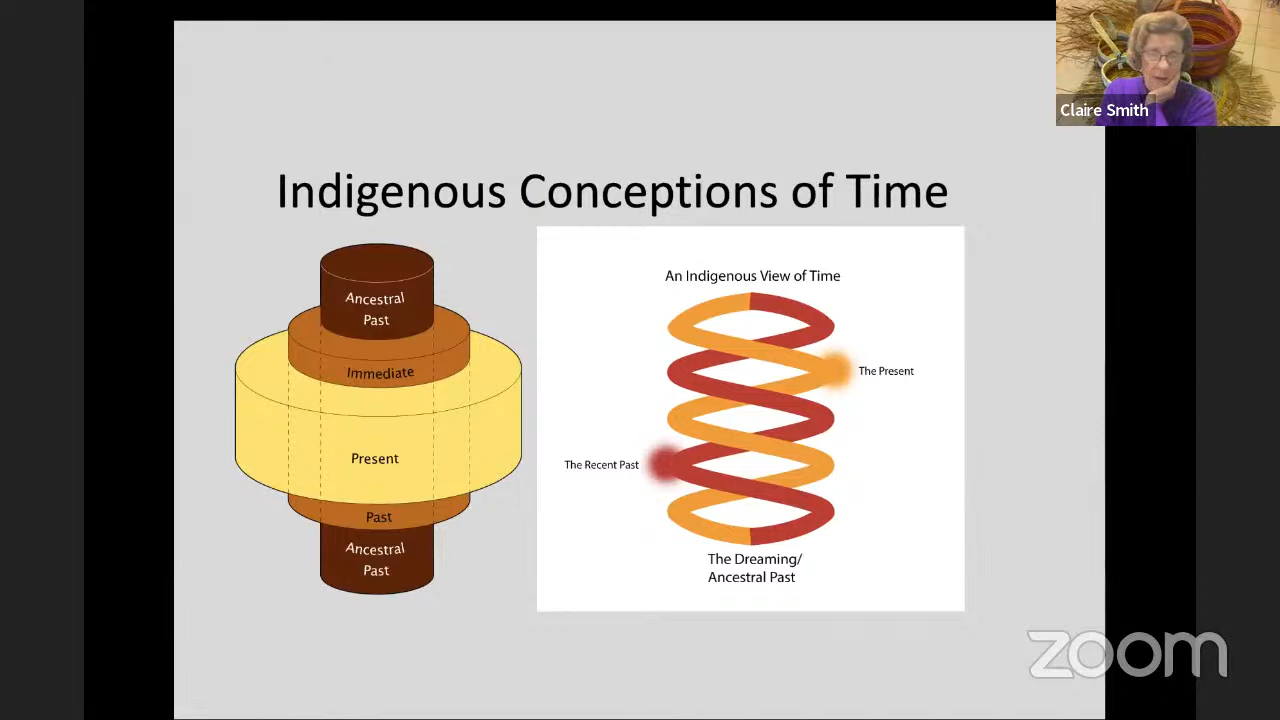 Claire Smith
Indigenous Conceptions of Time
Ancestral
Past
Immediate
Present
Past
Ancestral
Past
An Indigenous View of Time
The Present
The Recent Past
The Dreaming/
Ancestral Past
zoom